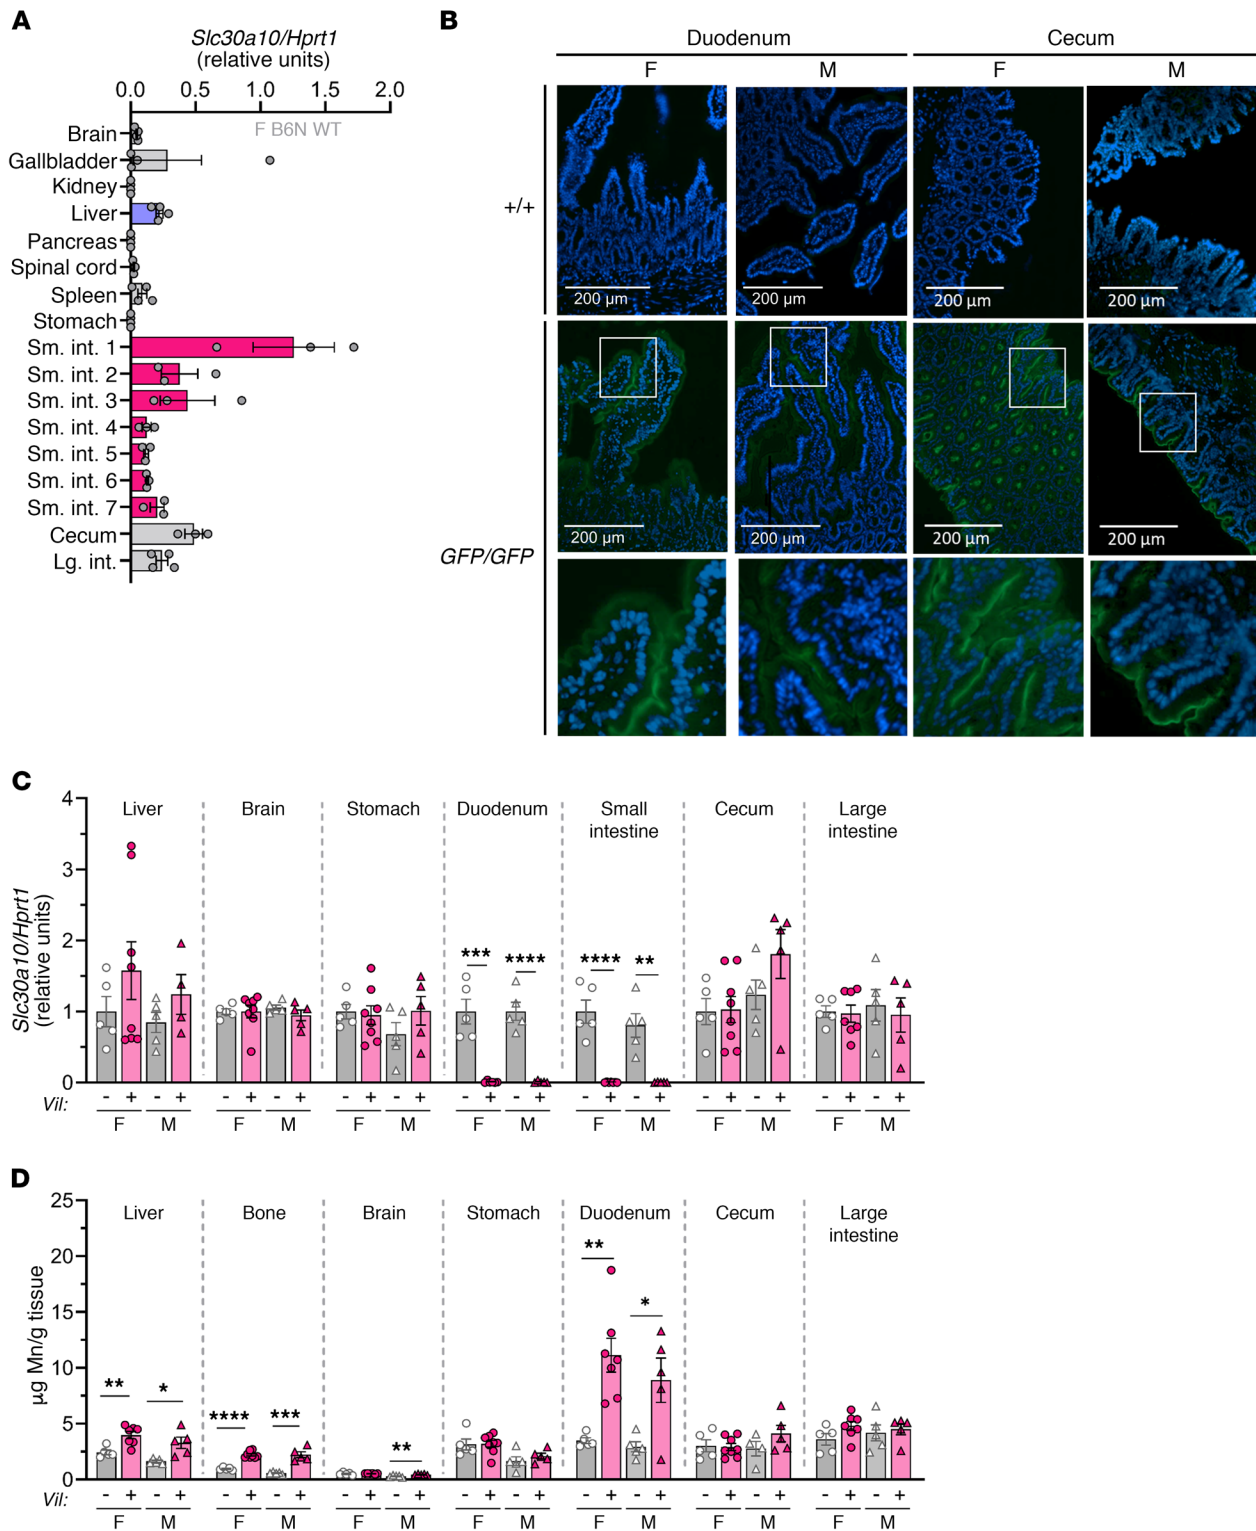 A
Slc30a10/Hprt1
(relative units)
0.0 0.5 1.0 1.5 2.0
F B6N WT
Brain
Gallbladder
Kidney
Liver
Pancreas
Spinal cord
Spleen
Stomach
Sm. int. 1
Sm. int. 2
Sm. int. 3
Sm. int. 4
Sm. int. 5
Sm. int. 6
Sm. int. 7
Cecum
Lg. int.
B
Duodenum Cecum
F M F M
+/+
200 µm 200 µm 200 µm 200 µm
200 µm 200 µm 200 µm 200 µm
GFP/GFP
C
Slc30a10/Hprt1
(relative units)
4
3
2
1
0
Liver Brain Stomach Duodenum Small Cecum Large
intestine intestine
*** **** **** **
Vil: - + - + - + - + - + - + - + - + - + - + - + - + - + - +
F M F M F M F M F M F M F M
D
µg Mn/g tissue
25
20
15
10
5
0
Liver Bone Brain Stomach Duodenum Cecum Large
intestine
** * **** *** ** ** *
Vil: - + - + - + - + - + - + - + - + - + - + - + - + - + - +
F M F M F M F M F M F M F M